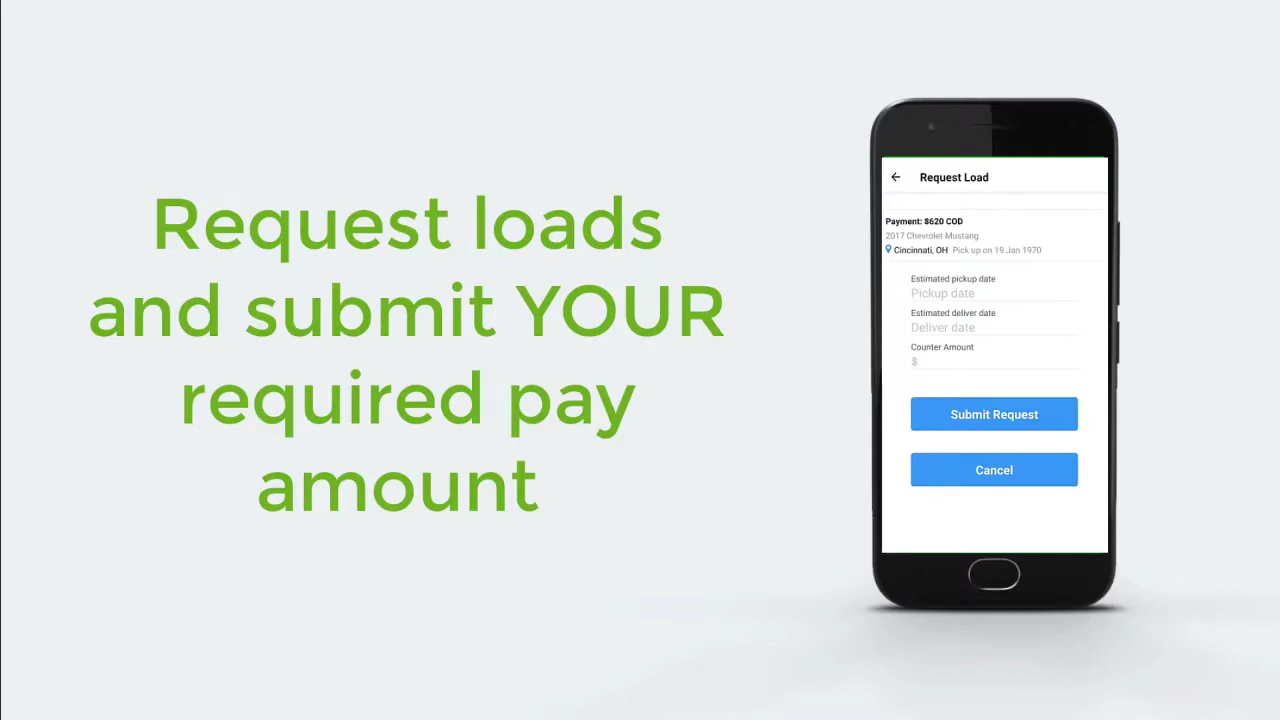 Request loads
and submit YOUR
required pay
amount
Request Load
Payment: $620 COD
2017 Chevrolet Mustang
Cincinnati, OH Pick up on 19 Jan 1970
Estimated pickup date
Pickup date
Estimated deliver date
Deliver date
Counter Amount
$
Submit Request
Cancel